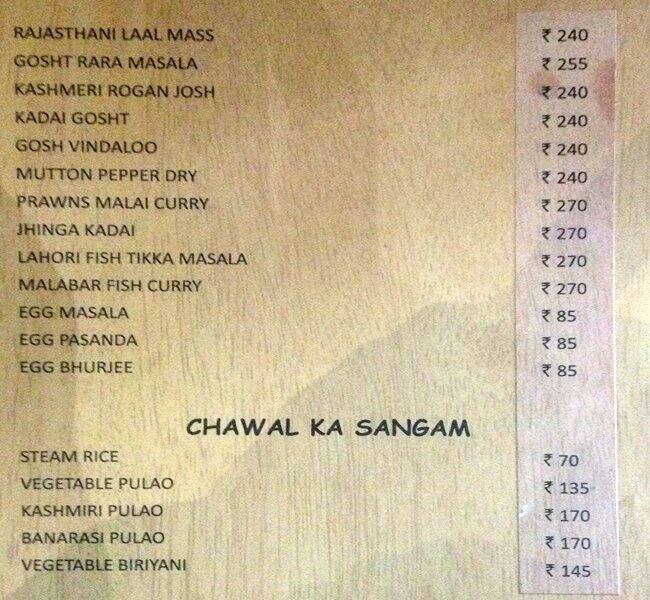 RAJASTHANI LAAL MASS ₹ 240
GOSHT RARA MASALA ₹ 255
KASHMERI ROGAN JOSH ₹ 240
KADAI GOSHT ₹ 240
GOSH VINDALOO ₹ 240
MUTTON PEPPER DRY ₹ 240
PRAWNS MALAI CURRY ₹ 270
JHINGA KADAI ₹ 270
LAHORI FISH TIKKA MASALA ₹ 270
MALABAR FISH CURRY ₹ 270
EGG MASALA ₹ 85
EGG PASANDA ₹ 85
EGG BHURJEE ₹ 85
CHAWAL KA SANGAM
STEAM RICE ₹ 70
VEGETABLE PULAO ₹ 135
KASHMIRI PULAO ₹ 170
BANARASI PULAO ₹ 170
VEGETABLE BIRIYANI ₹ 145